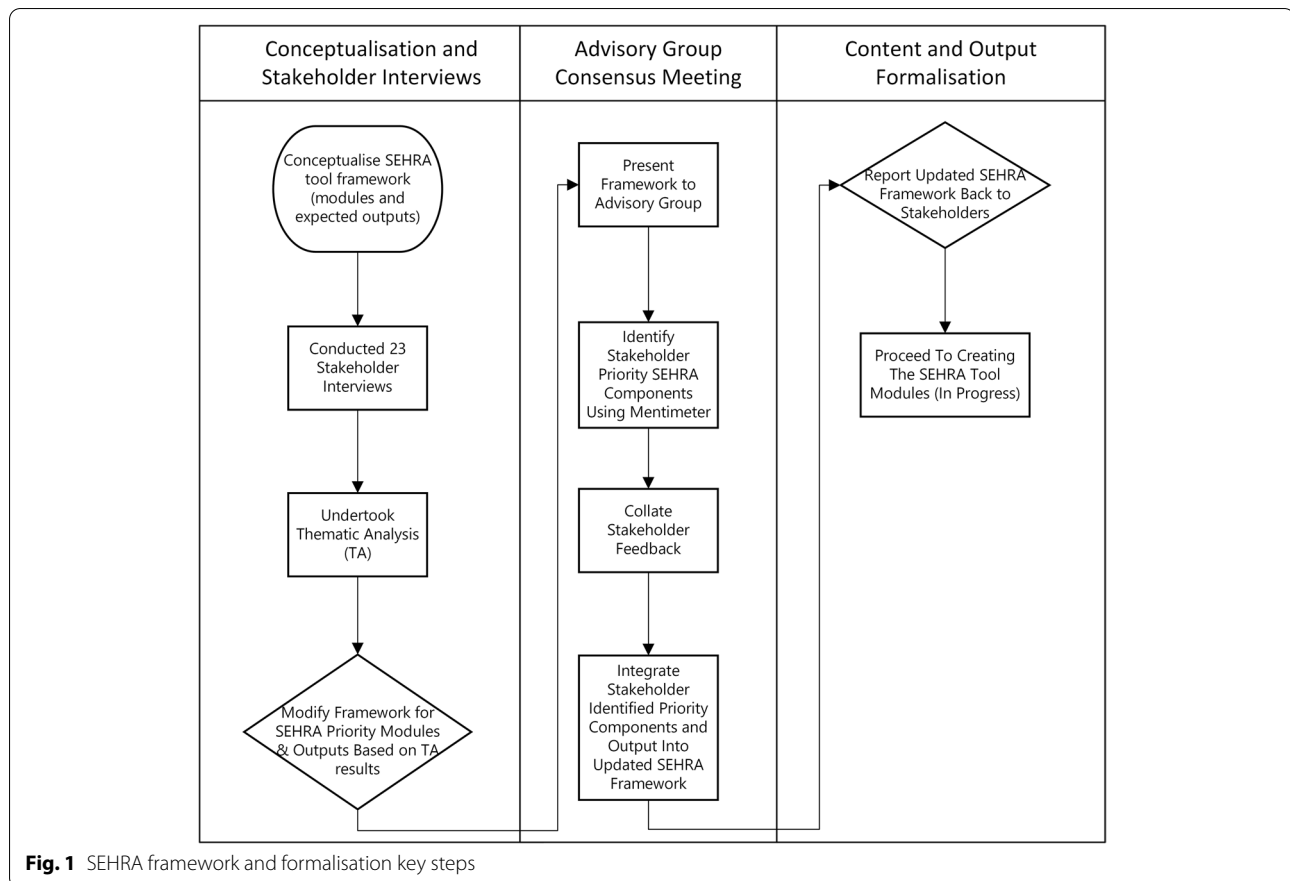 Conceptualisation and
Stakeholder Interviews
Conceptualise SEHRA
tool framework
(modules and
expected outputs)
Conducted 23
Stakeholder
Interviews
Undertook
Thematic Analysis
(TA)
Modify Framework for
SEHRA Priority Modules
& Outputs Based on TA
results
Advisory Group
Consensus Meeting
Present
Framework to
Advisory Group
Identify
Stakeholder
Priority SEHRA
Components
Using Mentimeter
Collate
Stakeholder
Feedback
Integrate
Stakeholder
Identified Priority
Components and
Output Into
Updated SEHRA
Framework
Content and Output
Formalisation
Report Updated SEHRA
Framework Back to
Stakeholders
Proceed To Creating
The SEHRA Tool
Modules (In Progress)
Fig. 1 SEHRA framework and formalisation key steps